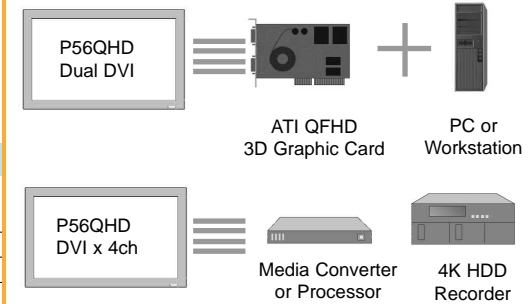 P56QHD
Dual DVI
ATI QFHD
3D Graphic Card
PC or
Workstation
P56QHD
DVI x 4ch
Media Converter
or Processor
4K HDD
Recorder